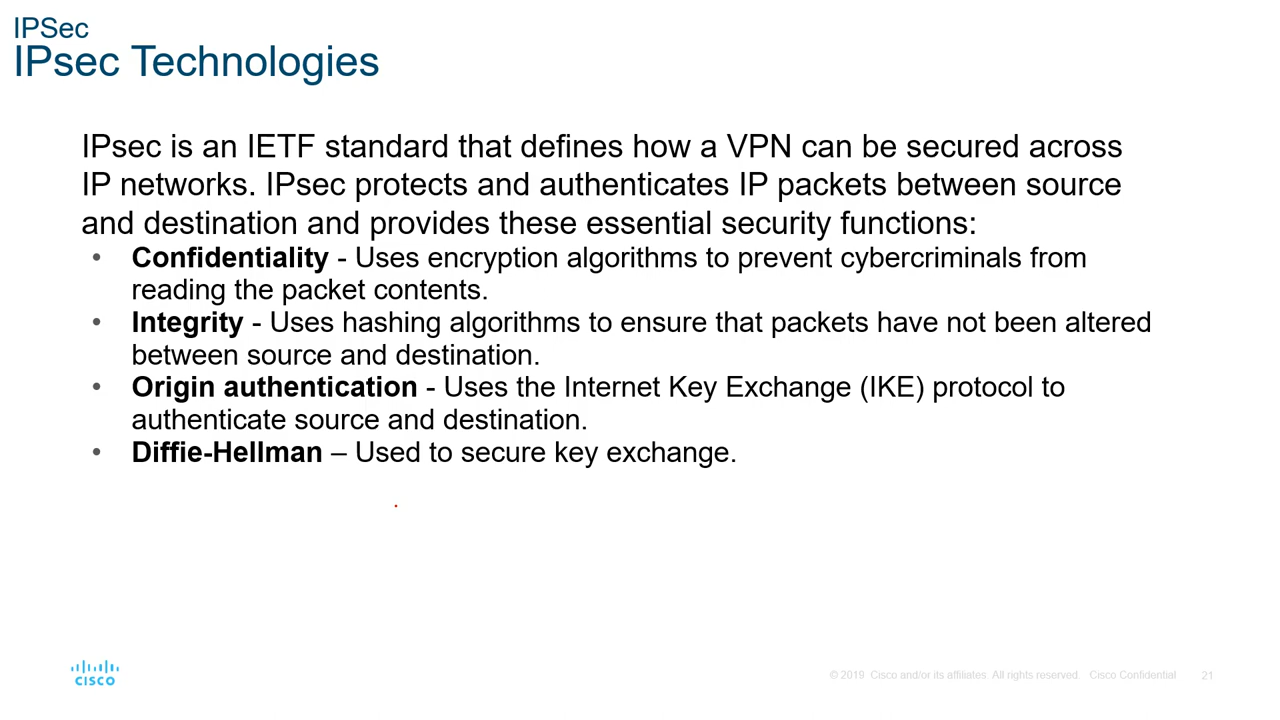 IPSec
IPsec Technologies
IPsec is an IETF standard that defines how a VPN can be secured across
IP networks. IPsec protects and authenticates IP packets between source
and destination and provides these essential security functions:
• Confidentiality - Uses encryption algorithms to prevent cybercriminals from
reading the packet contents.
• Integrity - Uses hashing algorithms to ensure that packets have not been altered
between source and destination.
• Origin authentication - Uses the Internet Key Exchange (IKE) protocol to
authenticate source and destination.
• Diffie-Hellman – Used to secure key exchange.
CISCO
© 2019 Cisco and/or its affiliates. All rights reserved. Cisco Confidential 21